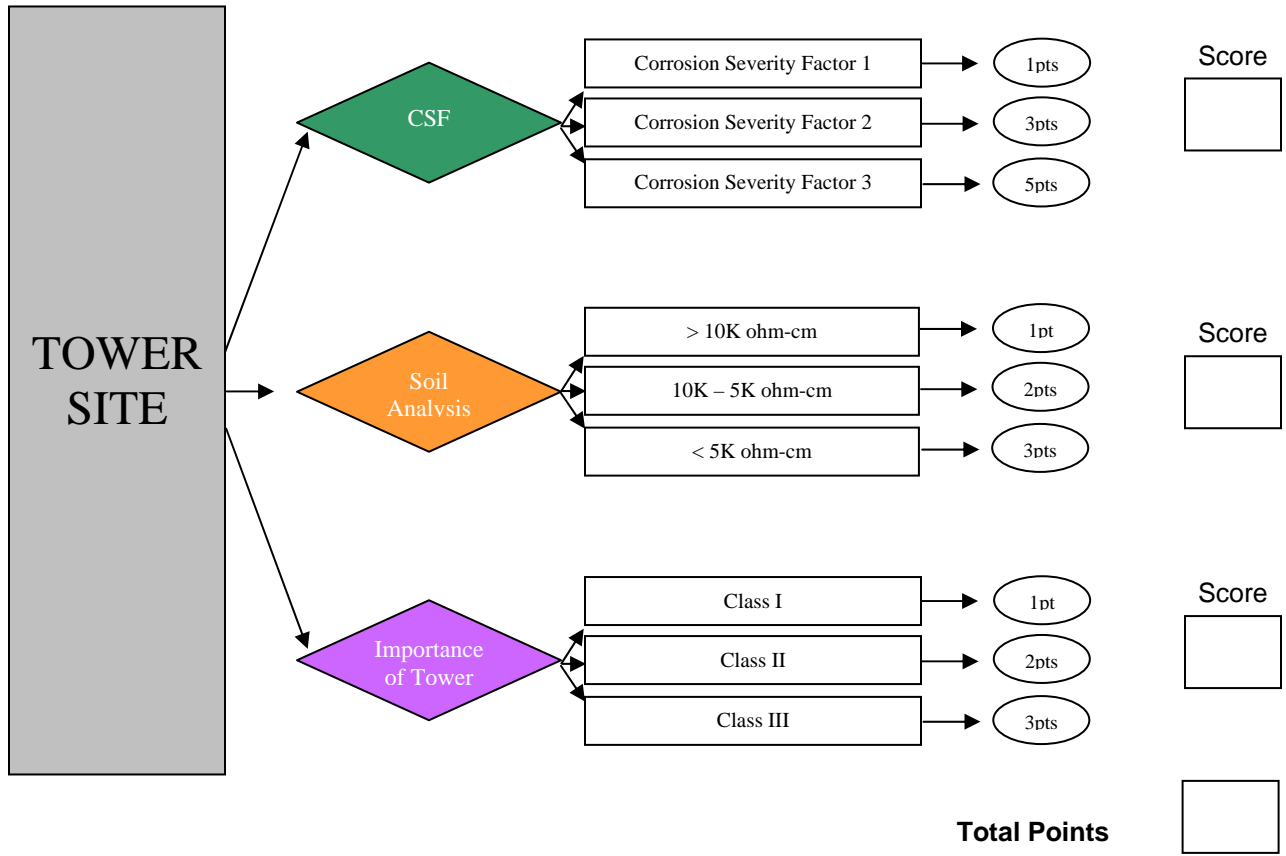 TOWER
SITE
CSF
Corrosion Severity Factor 1
1pts
Corrosion Severity Factor 2
3pts
Corrosion Severity Factor 3
5pts
Score
Soil
Analysis
> 10K ohm-cm
1pt
10K – 5K ohm-cm
2pts
< 5K ohm-cm
3pts
Score
Importance
of Tower
Class I
1pt
Class II
2pts
Class III
3pts
Score
Total Points